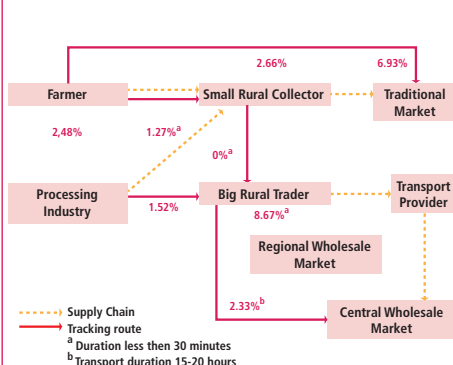 2.66%
6.93%
Farmer
Small Rural Collector
Traditional
Market
2,48%
1.27%a
0%a
Processing
Industry
1.52%
Big Rural Trader
8.67%a
Transport
Provider
Regional Wholesale
Market
2.33%b
Central Wholesale
Market
Supply Chain
Tracking route
a Duration less then 30 minutes
b Transport duration 15-20 hours